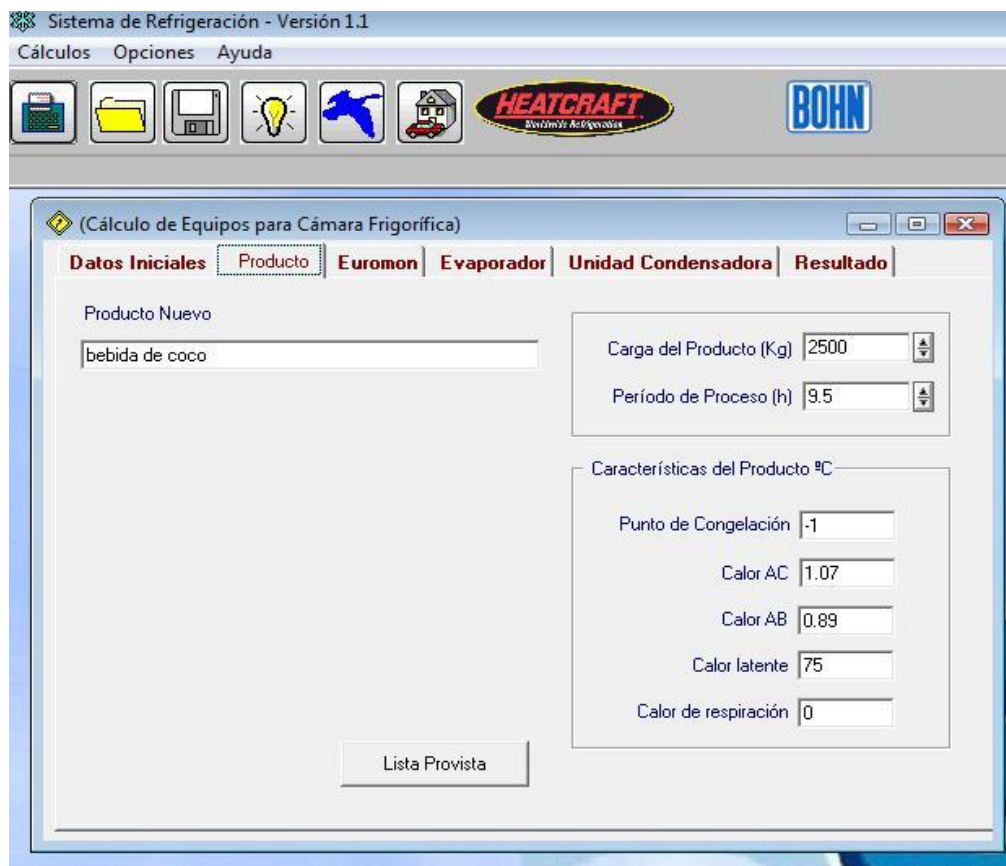 Sistema de Refrigeración - Versión 1.1
Cálculos Opciones Ayuda
HEATCRAFT
Worldwide Refrigeration
BOHN
(Cálculo de Equipos para Cámara Frigorífica)
Datos Iniciales Producto Euromon Evaporador Unidad Condensadora Resultado
Producto Nuevo
bebida de coco
Carga del Producto (Kg) 2500
Período de Proceso (h) 9.5
Características del Producto ºC
Punto de Congelación -1
Calor AC 1.07
Calor AB 0.89
Calor latente 75
Calor de respiración 0
Lista Provista